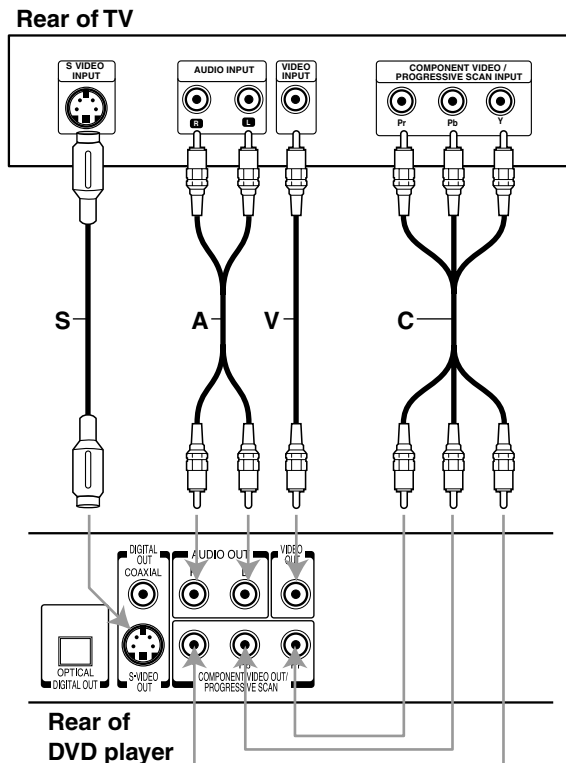 Rear of TV
S VIDEO
INPUT
AUDIO INPUT
VIDEO
INPUT
COMPONENT VIDEO /
PROGRESSIVE SCAN INPUT
R
L
Pr
Pb
Y
S
A
V
C
DIGITAL
OUT
COAXIAL
AUDIO OUT
VIDEO
OUT
OPTICAL
DIGITAL OUT
S-VIDEO
OUT
COMPONENT VIDEO OUT/
PROGRESSIVE SCAN
Rear of
DVD player